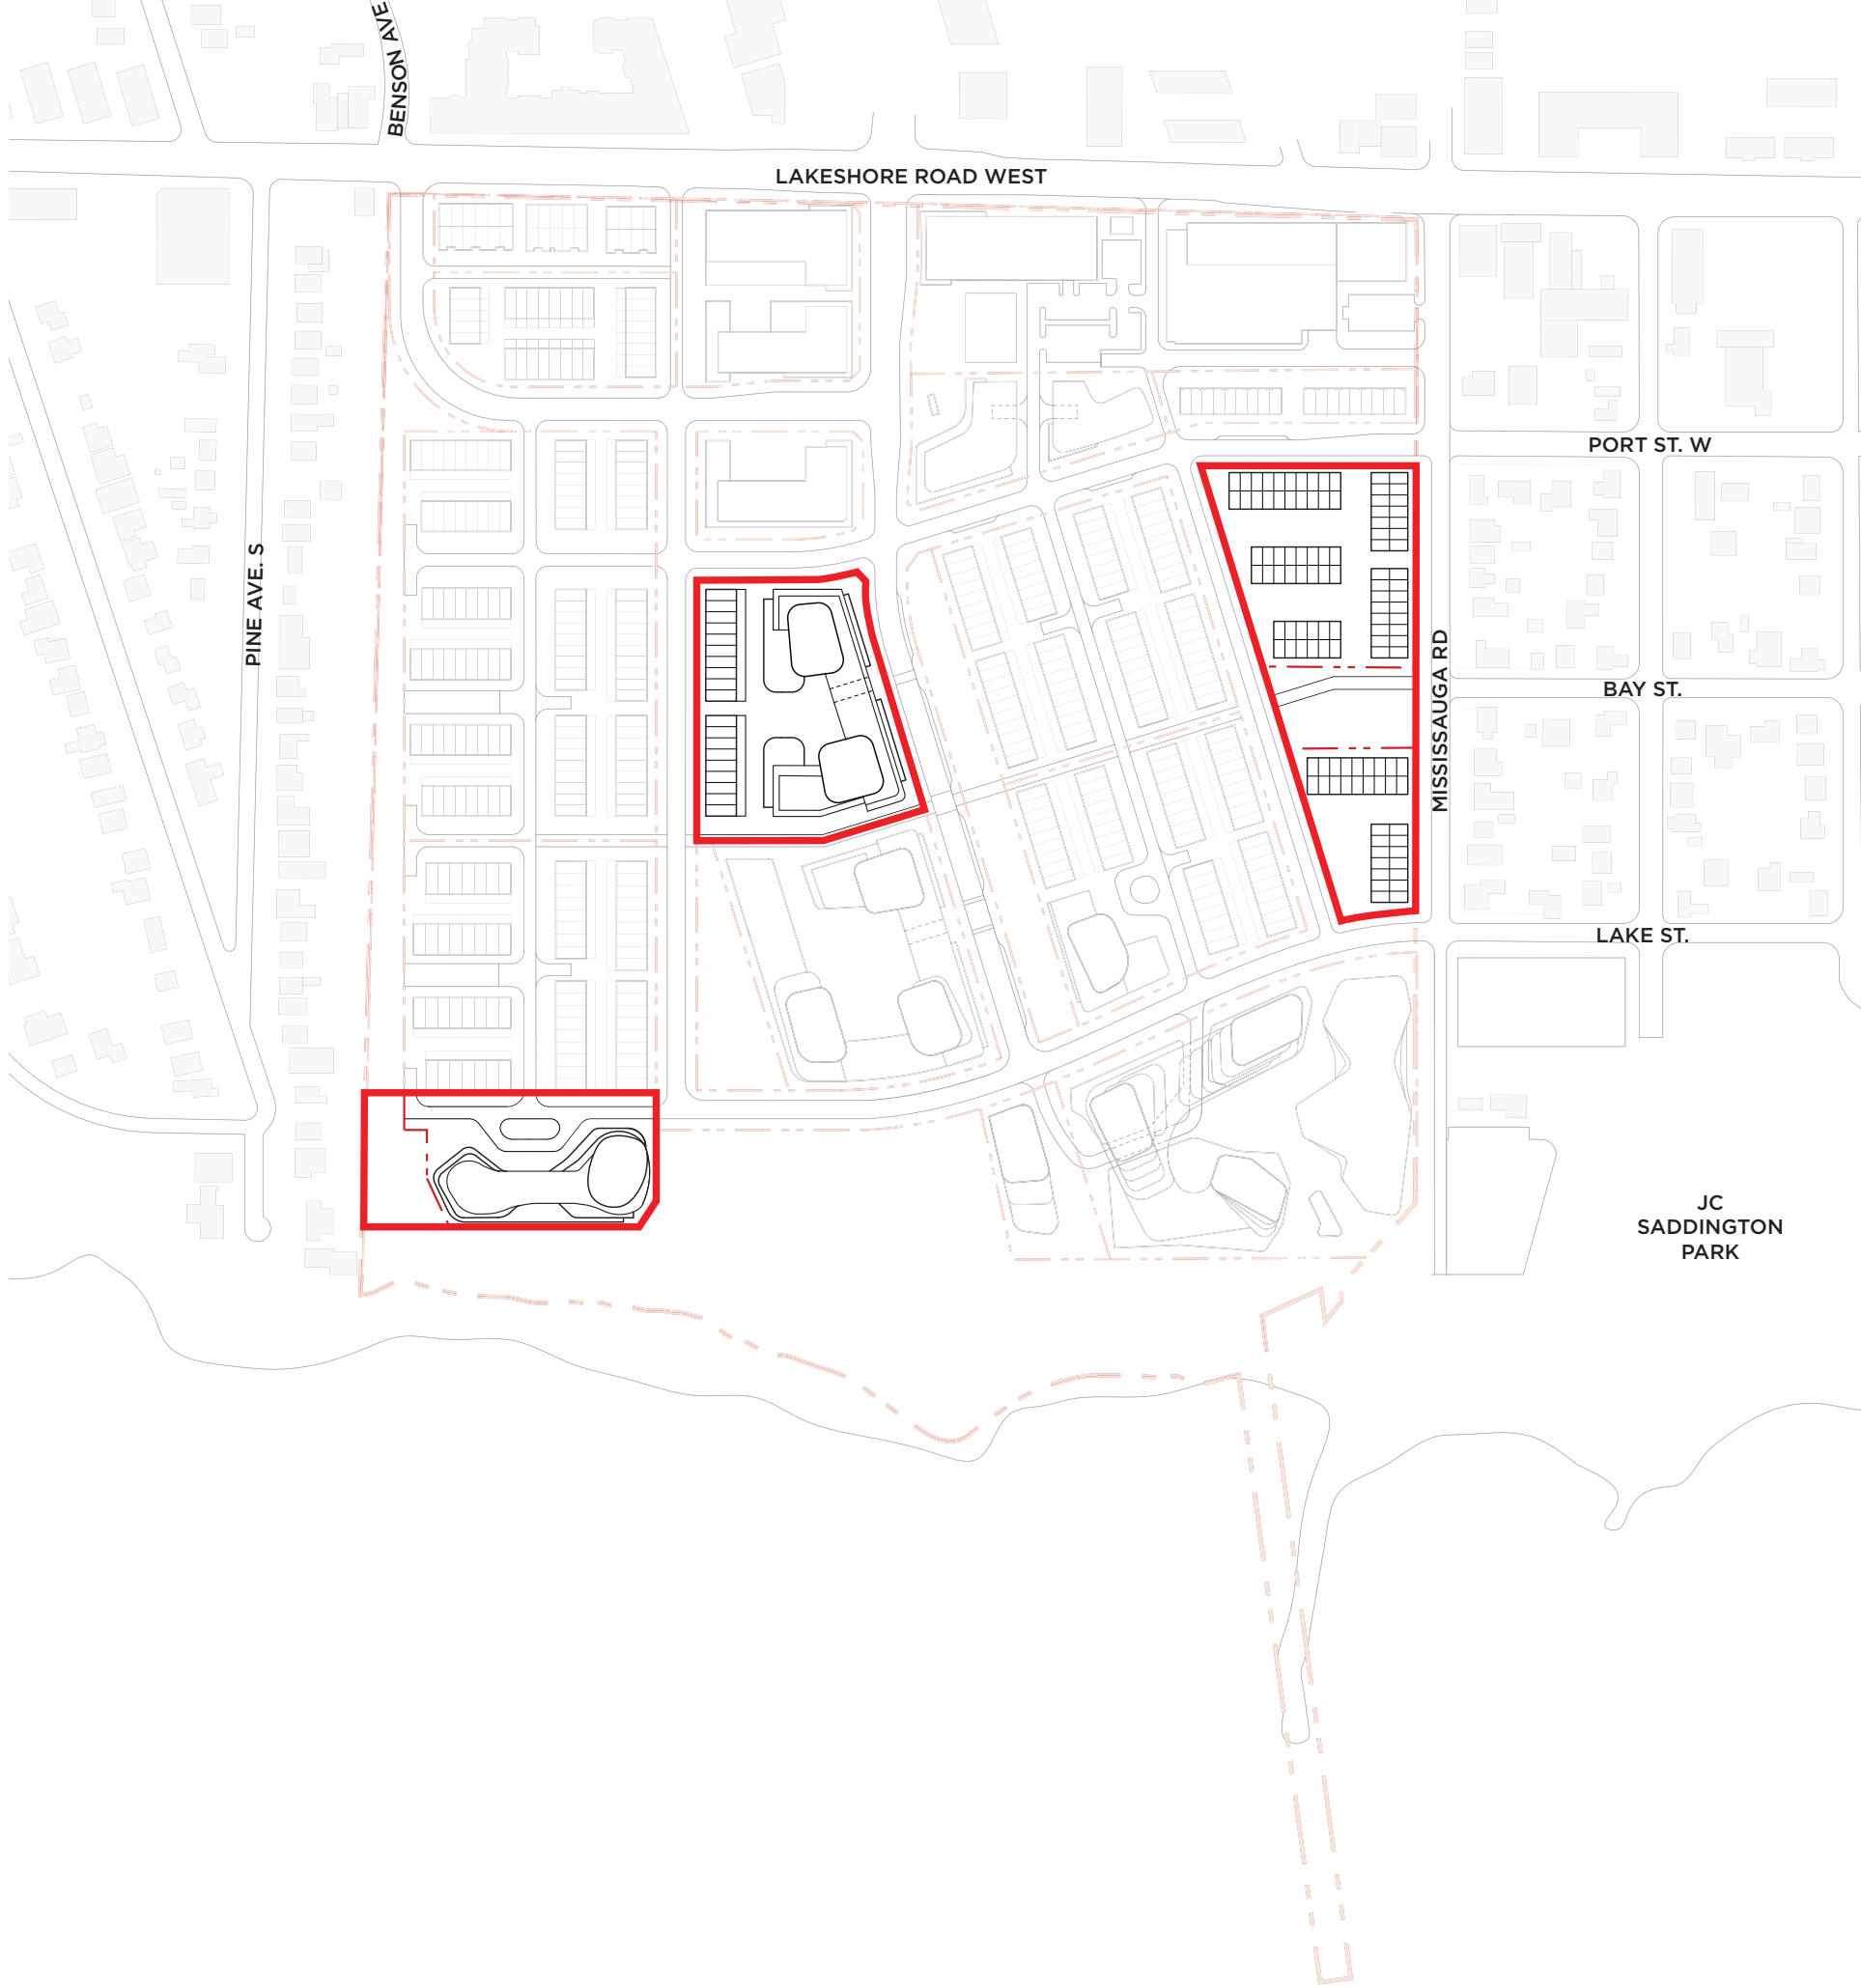 BENSON AVE
LAKESHORE ROAD WEST
PORT ST. W
PINE AVE. S
MISSISSAUGA RD
BAY ST.
LAKE ST.
JC
SADDINGTON
PARK